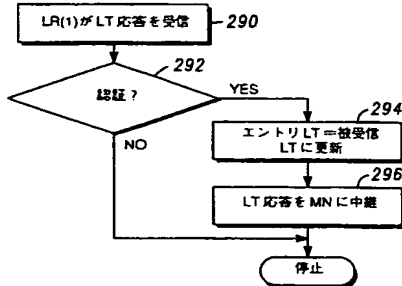 LR(1)がLT応答を受信
290
292
認証?
YES
NO
294
エントリLT=被受信
LTに更新
296
LT応答をMNに中継
停止